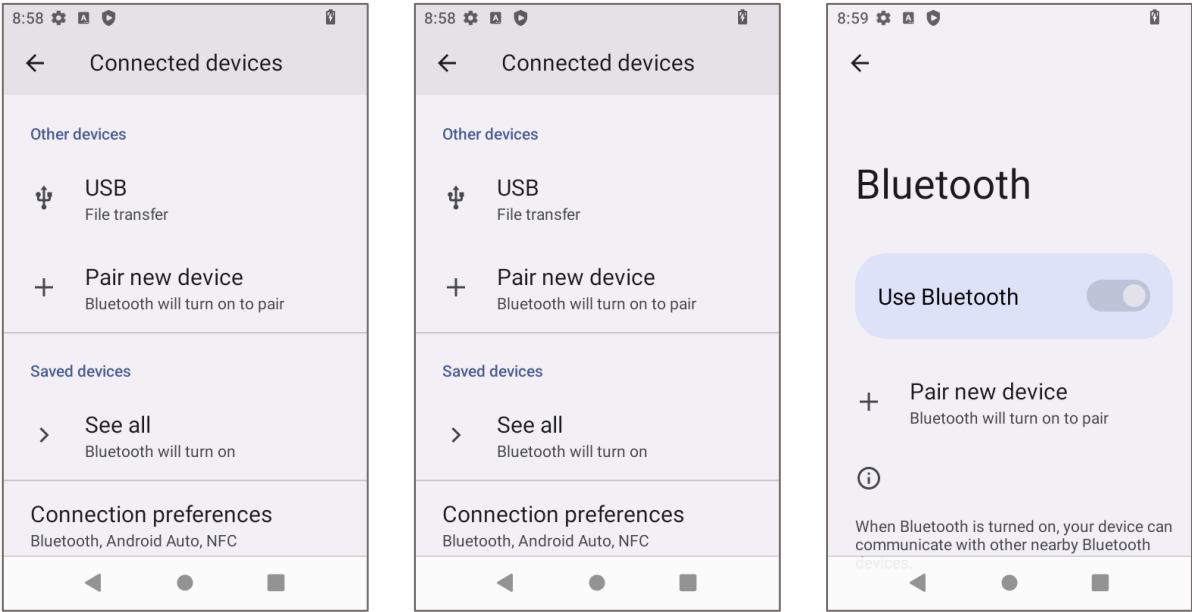 8:58
Connected devices
Other devices
USB
File transfer
Pair new device
Bluetooth will turn on to pair
Saved devices
See all
Bluetooth will turn on
Connection preferences
Bluetooth, Android Auto, NFC
8:58
Connected devices
Other devices
USB
File transfer
Pair new device
Bluetooth will turn on to pair
Saved devices
See all
Bluetooth will turn on
Connection preferences
Bluetooth, Android Auto, NFC
8:59
Bluetooth
Use Bluetooth
Pair new device
Bluetooth will turn on to pair
When Bluetooth is turned on, your device can
communicate with other nearby Bluetooth
devices.